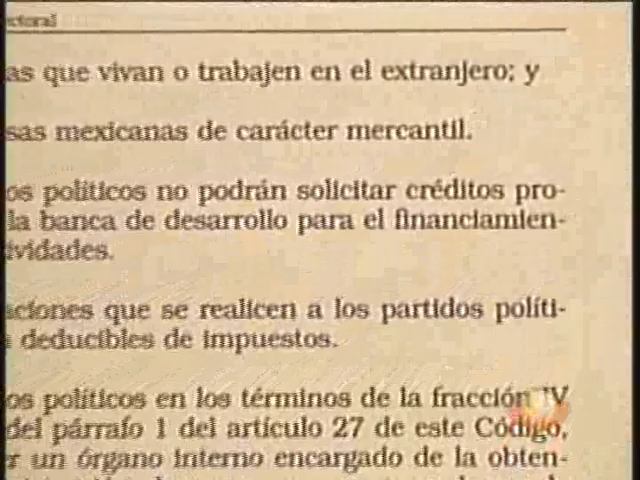 ectoral
as que vivan o trabajen en el extranjero; y
sas mexicanas de carácter mercantil.
os políticos no podrán solicitar créditos pro-
la banca de desarrollo para el financiamien-
ividades.
aciones que se realicen a los partidos políti-
deducibles de impuestos.
os políticos en los términos de la fracción IV
del párrafo 1 del artículo 27 de este Código,
r un órgano interno encargado de la obten-